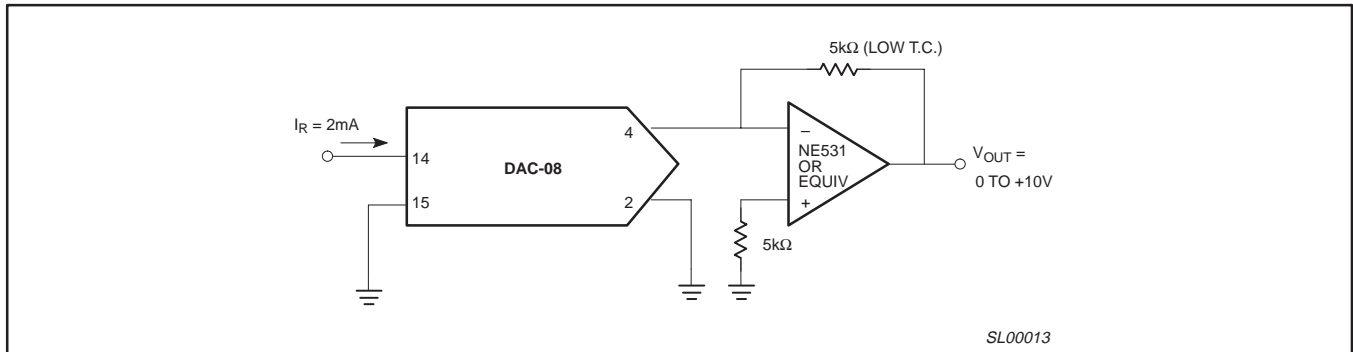 5kΩ (LOW T.C.)
I_R = 2mA
14
15
DAC-08
4
2
–
NE531
OR
EQUIV
+
5kΩ
V_OUT =
0 TO +10V
SL00013